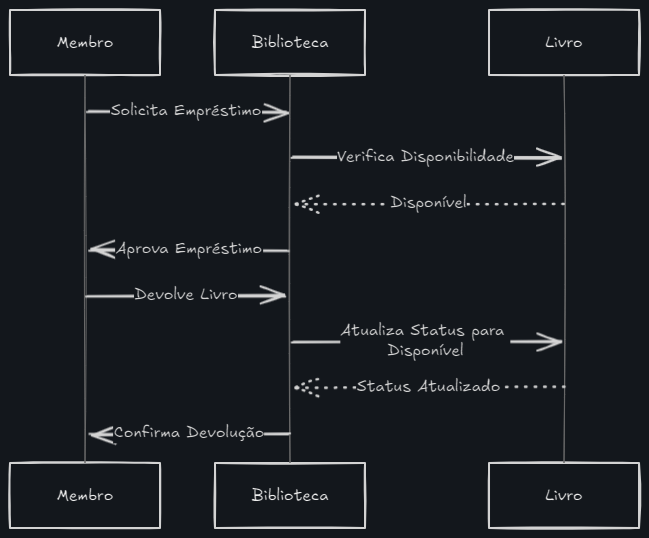 Membro
Biblioteca
Livro
Solicita Empréstimo
Verifica Disponibilidade
Disponível
Aprova Empréstimo
Devolve Livro
Atualiza Status para
Disponível
Status Atualizado
Confirma Devolução
Membro
Biblioteca
Livro